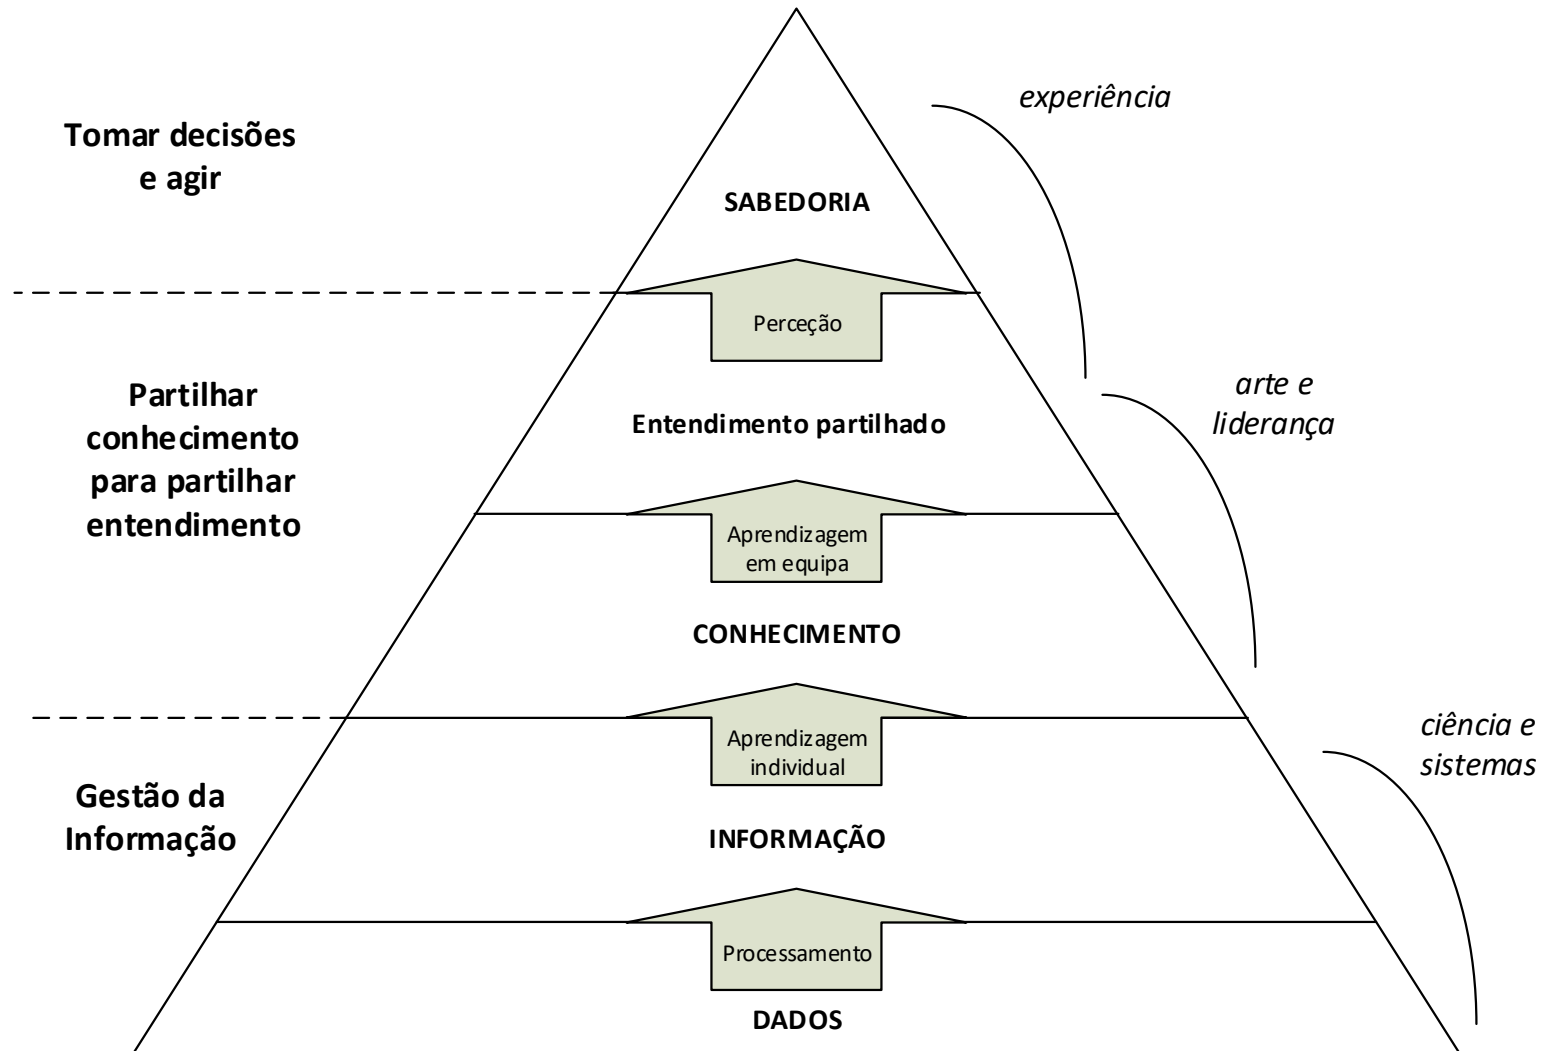 experiência
Tomar decisões
e agir
SABEDORIA
Perceção
Partilhar
conhecimento
para partilhar
entendimento
arte e
liderança
Entendimento partilhado
Aprendizagem
em equipa
CONHECIMENTO
Aprendizagem
individual
ciência e
sistemas
Gestão da
Informação
INFORMAÇÃO
Processamento
DADOS